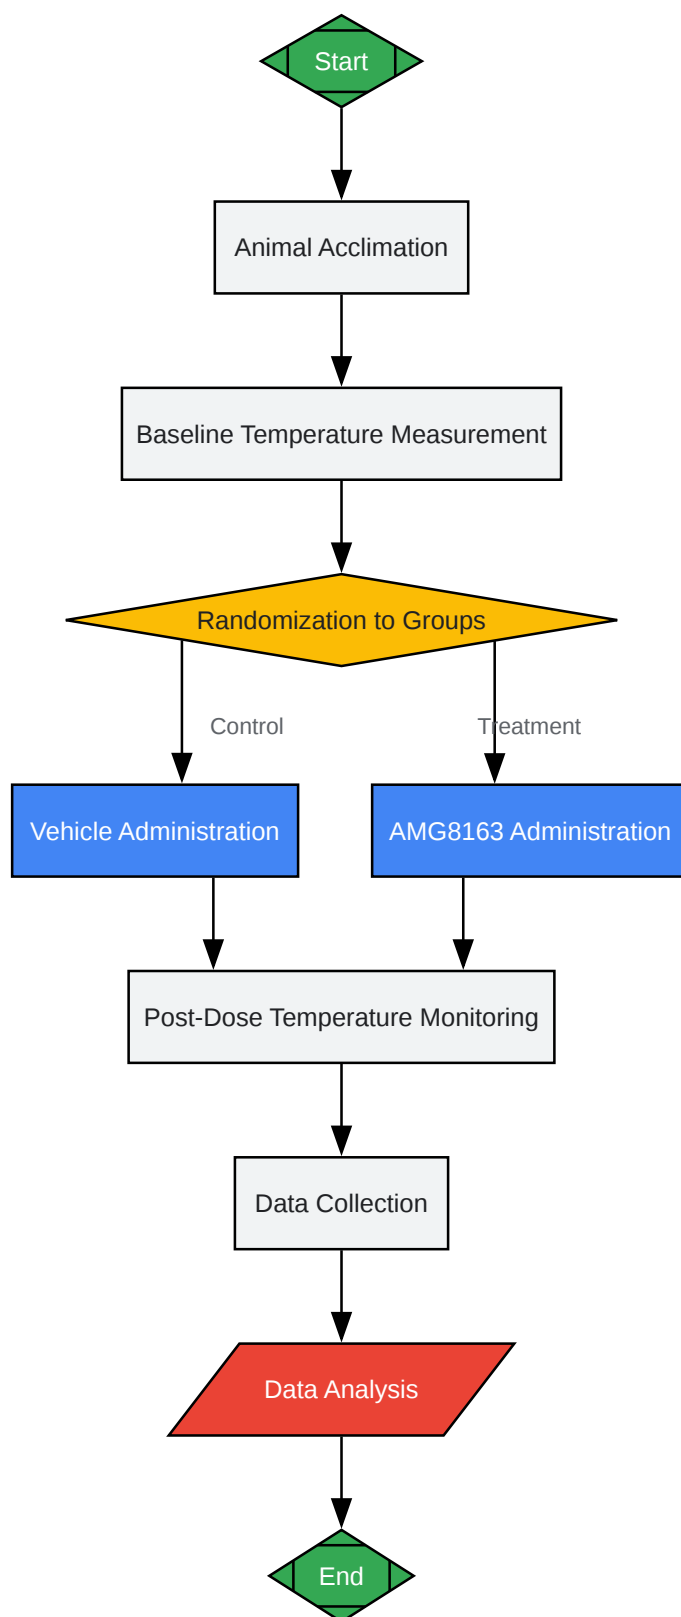 Start
Animal Acclimation
Baseline Temperature Measurement
Randomization to Groups
Control
Treatment
Vehicle Administration
AMG8163 Administration
Post-Dose Temperature Monitoring
Data Collection
Data Analysis
End